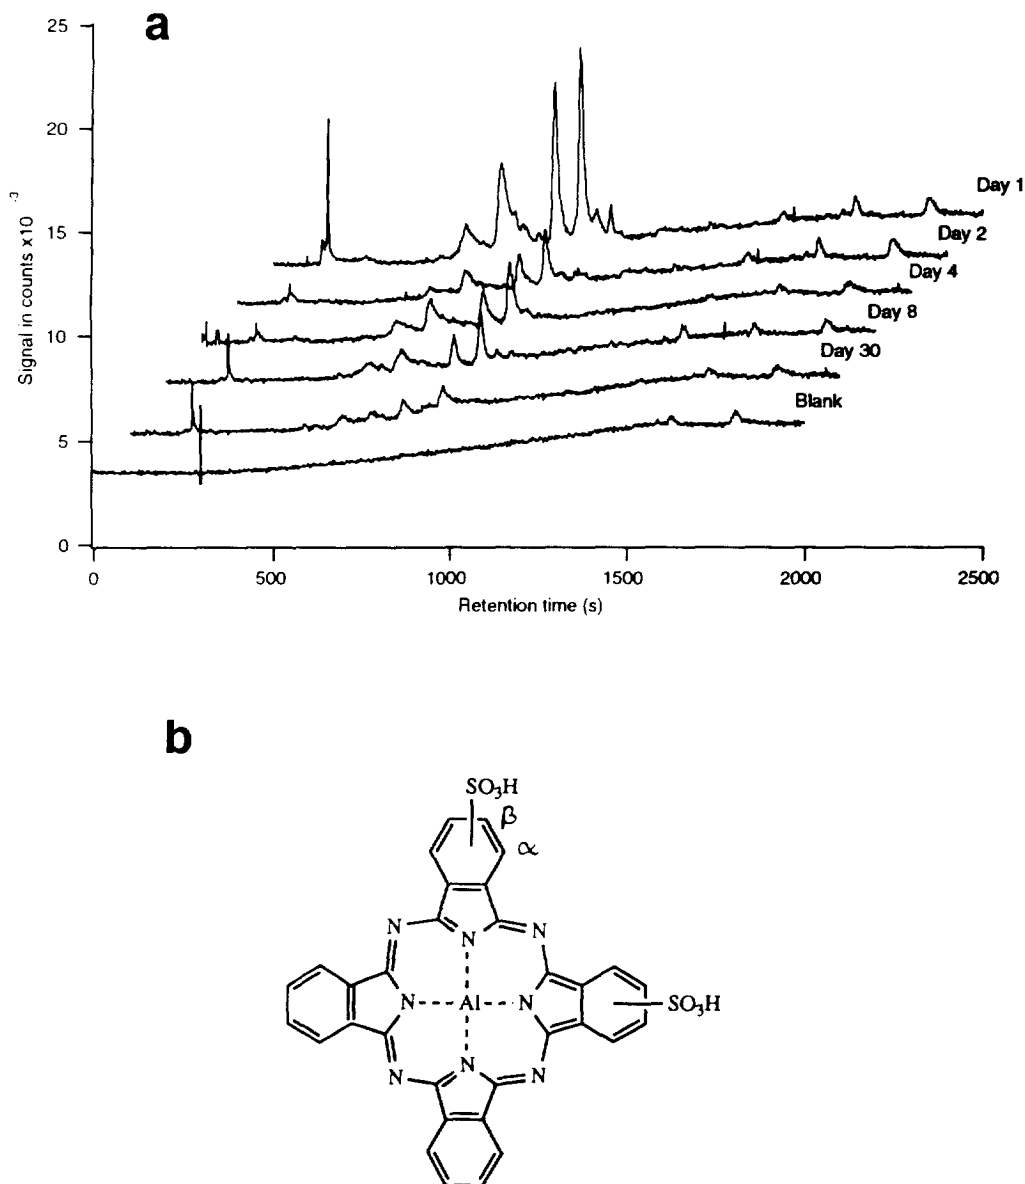 a
25
20
15
10
5
0
Signal in counts x10 -3
Day 1
Day 2
Day 4
Day 8
Day 30
Blank
0 500 1000 1500 2000 2500
Retention time (s)
b
SO3H
β
α
N N
N
N Al N SO3H
N
N N